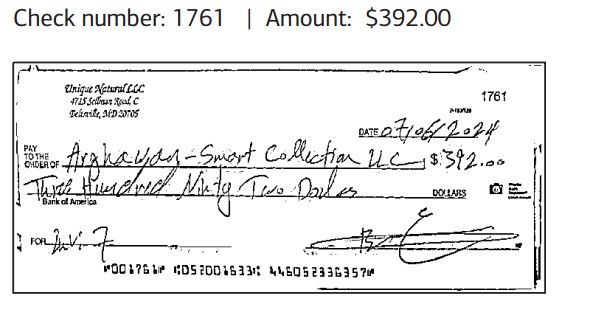 Check number: 1761 | Amount: $392.00
Unique Natural LLC
4715 Sellman Road, C
Beltsville, MD 20705
1761
DATE 07/06/2024
PAY TO THE ORDER OF Arghawan-Smart Collection LLC $ 392.00
Three Hundred Ninty Two Dollars DOLLARS
Bank of America
FOR Inv. 7
⑈001761⑈ ⑆052001633⑆ 446052336357⑈